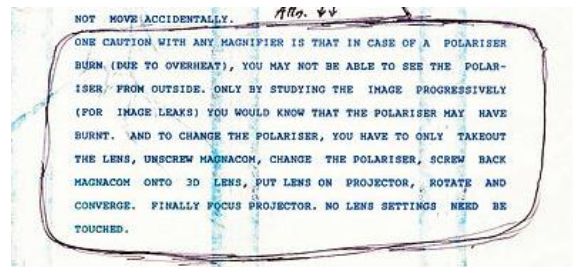 NOT MOVE ACCIDENTALLY.
Attn. ↓↓
ONE CAUTION WITH ANY MAGNIFIER IS THAT IN CASE OF A POLARISER
BURN (DUE TO OVERHEAT), YOU MAY NOT BE ABLE TO SEE THE POLAR-
ISER FROM OUTSIDE. ONLY BY STUDYING THE IMAGE PROGRESSIVELY
(FOR IMAGE LEAKS) YOU WOULD KNOW THAT THE POLARISER MAY HAVE
BURNT. AND TO CHANGE THE POLARISER, YOU HAVE TO ONLY TAKEOUT
THE LENS, UNSCREW MAGNACOM, CHANGE THE POLARISER, SCREW BACK
MAGNACOM ONTO 3D LENS, PUT LENS ON PROJECTOR, ROTATE AND
CONVERGE. FINALLY FOCUS PROJECTOR. NO LENS SETTINGS NEED BE
TOUCHED.